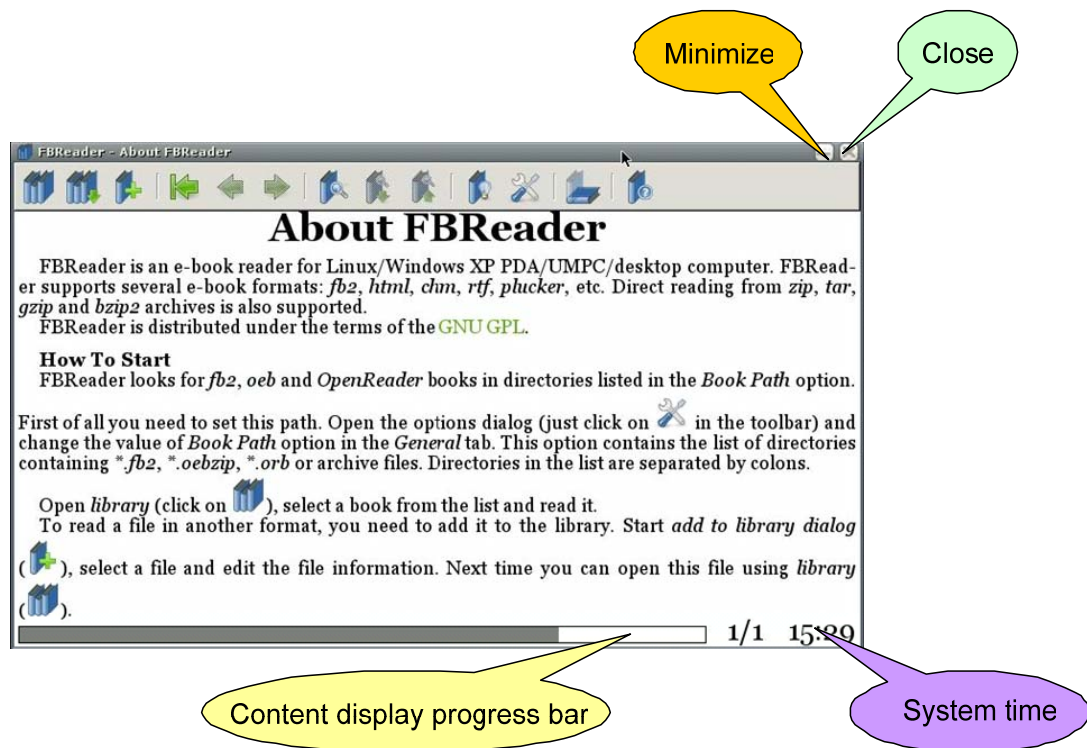 Minimize
Close
FBReader - About FBReader
About FBReader
FBReader is an e-book reader for Linux/Windows XP PDA/UMPC/desktop computer. FBRead-
er supports several e-book formats: fb2, html, chm, rtf, plucker, etc. Direct reading from zip, tar,
gzip and bzip2 archives is also supported.
FBReader is distributed under the terms of the GNU GPL.
How To Start
FBReader looks for fb2, oeb and OpenReader books in directories listed in the Book Path option.
First of all you need to set this path. Open the options dialog (just click on in the toolbar) and
change the value of Book Path option in the General tab. This option contains the list of directories
containing *.fb2, *.oebzip, *.orb or archive files. Directories in the list are separated by colons.
Open library (click on ), select a book from the list and read it.
To read a file in another format, you need to add it to the library. Start add to library dialog
( ), select a file and edit the file information. Next time you can open this file using library
( ).
1/1 15:29
Content display progress bar
System time